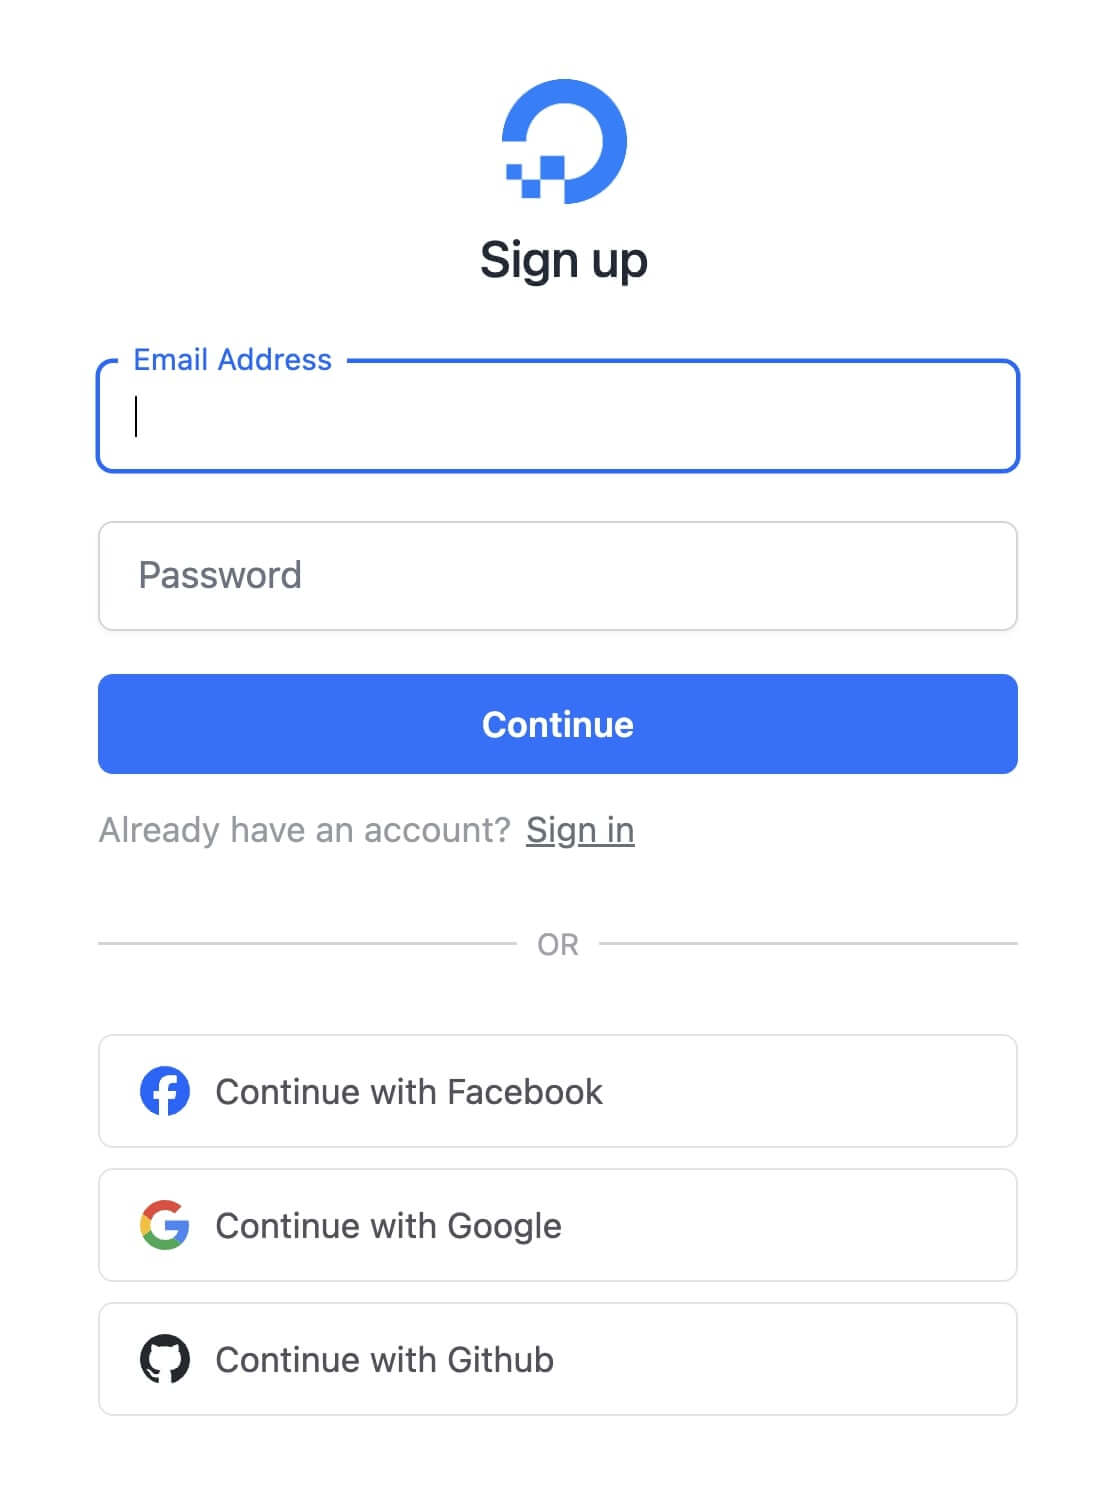 Sign up
Email Address
Password
Continue
Already have an account? Sign in
OR
Continue with Facebook
Continue with Google
Continue with Github